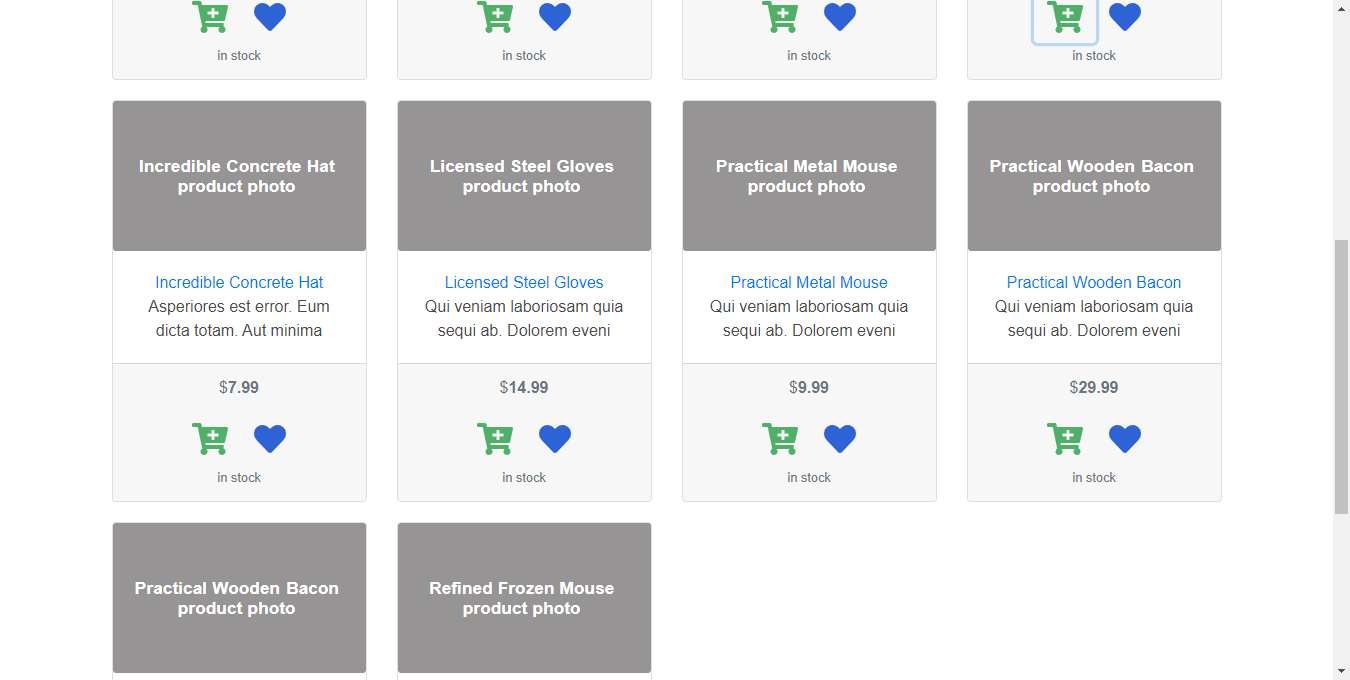 in stock
in stock
in stock
in stock
Incredible Concrete Hat
product photo
Licensed Steel Gloves
product photo
Practical Metal Mouse
product photo
Practical Wooden Bacon
product photo
Incredible Concrete Hat
Asperiores est error. Eum
dicta totam. Aut minima
Licensed Steel Gloves
Qui veniam laboriosam quia
sequi ab. Dolorem eveni
Practical Metal Mouse
Qui veniam laboriosam quia
sequi ab. Dolorem eveni
Practical Wooden Bacon
Qui veniam laboriosam quia
sequi ab. Dolorem eveni
$7.99
$14.99
$9.99
$29.99
in stock
in stock
in stock
in stock
Practical Wooden Bacon
product photo
Refined Frozen Mouse
product photo